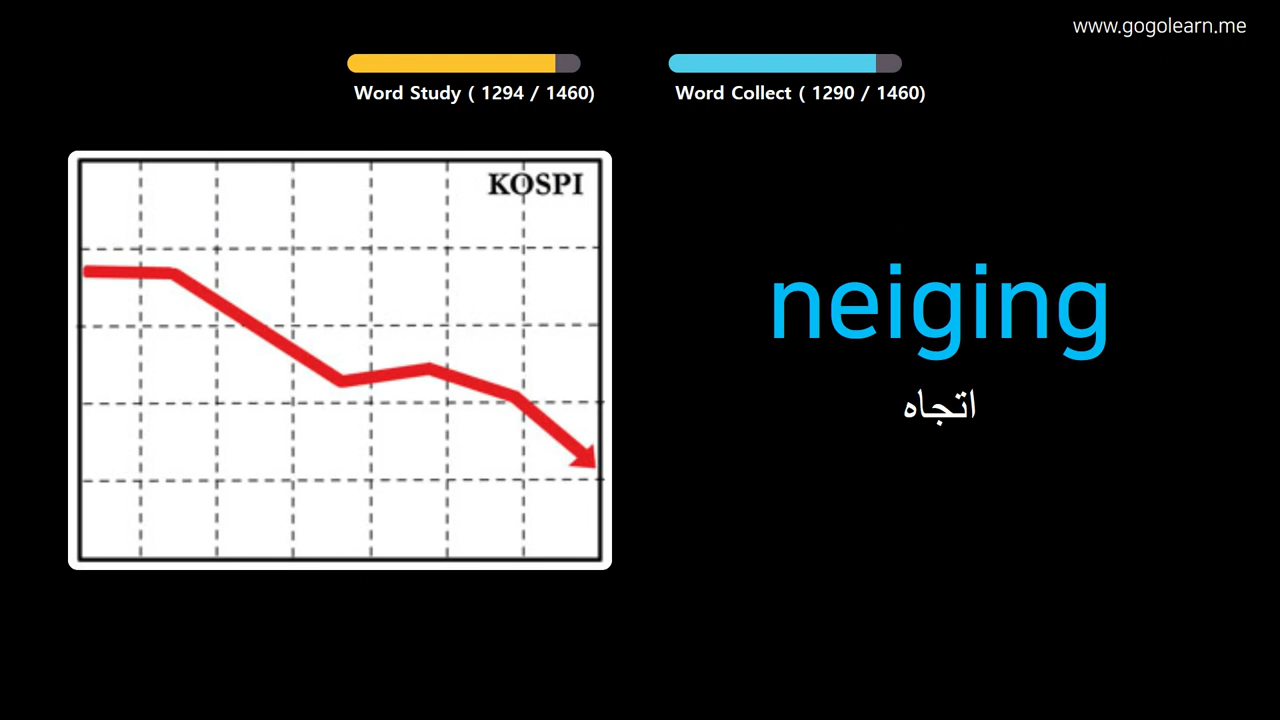 www.gogolearn.me
Word Study ( 1294 / 1460)
Word Collect ( 1290 / 1460)
KOSPI
neiging
اتجاه